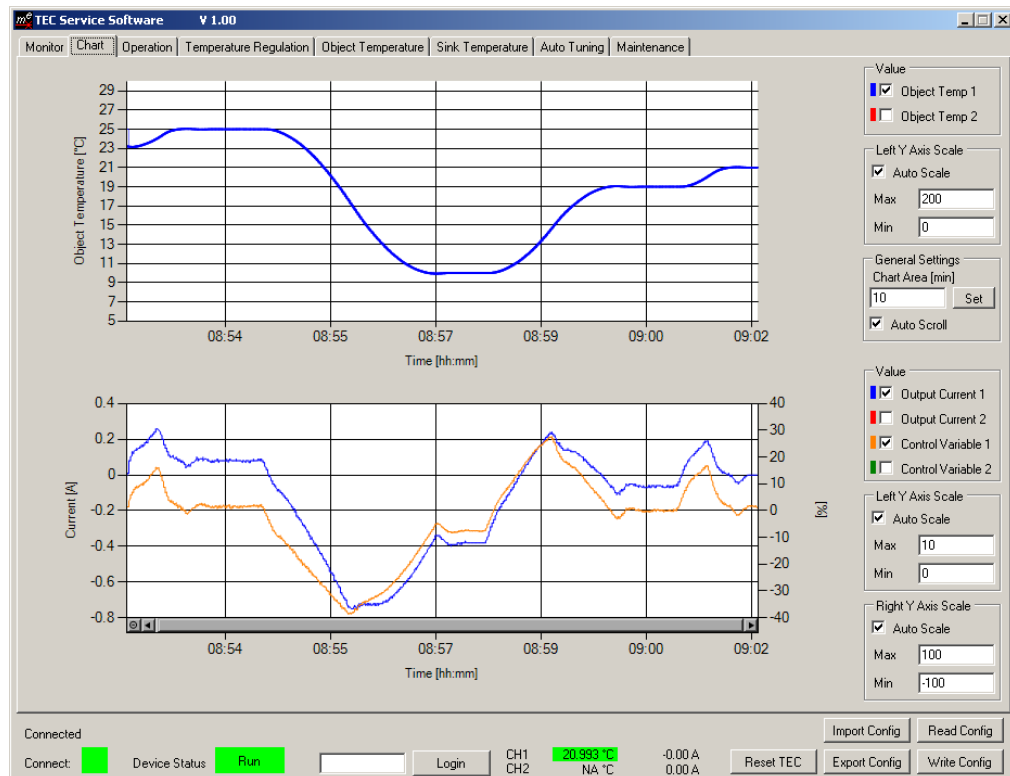 me TEC Service Software V 1.00
Monitor Chart Operation Temperature Regulation Object Temperature Sink Temperature Auto Tuning Maintenance
Object Temperature [°C]
29
27
25
23
21
19
17
15
13
11
9
7
5
08:54 08:55 08:57 08:59 09:00 09:02
Time [hh:mm]
Value
Object Temp 1
Object Temp 2
Left Y Axis Scale
Auto Scale
Max 200
Min 0
General Settings
Chart Area [min]
10 Set
Auto Scroll
Current [A]
0.4
0.2
0
-0.2
-0.4
-0.6
-0.8
40
30
20
10
0
-10
-20
-30
-40
[%]
08:54 08:55 08:57 08:59 09:00 09:02
Time [hh:mm]
Value
Output Current 1
Output Current 2
Control Variable 1
Control Variable 2
Left Y Axis Scale
Auto Scale
Max 10
Min 0
Right Y Axis Scale
Auto Scale
Max 100
Min -100
Connected
Connect: Device Status Run Login
CH1 20.993 °C -0.00 A
CH2 NA °C 0.00 A
Reset TEC
Import Config Read Config
Export Config Write Config